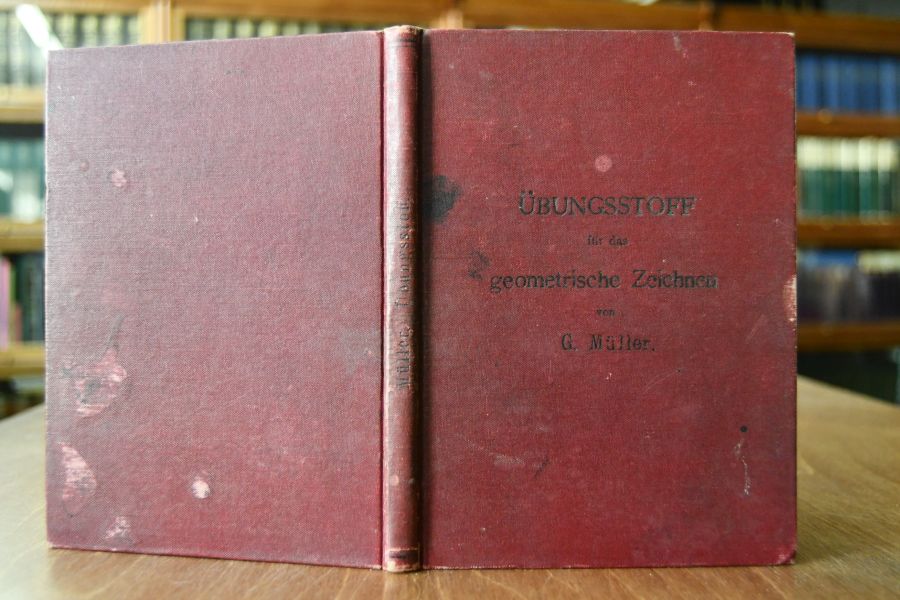 Müller, Übungsstoff
ÜBUNGSSTOFF
für das
geometrische Zeichnen
von
G. Müller.